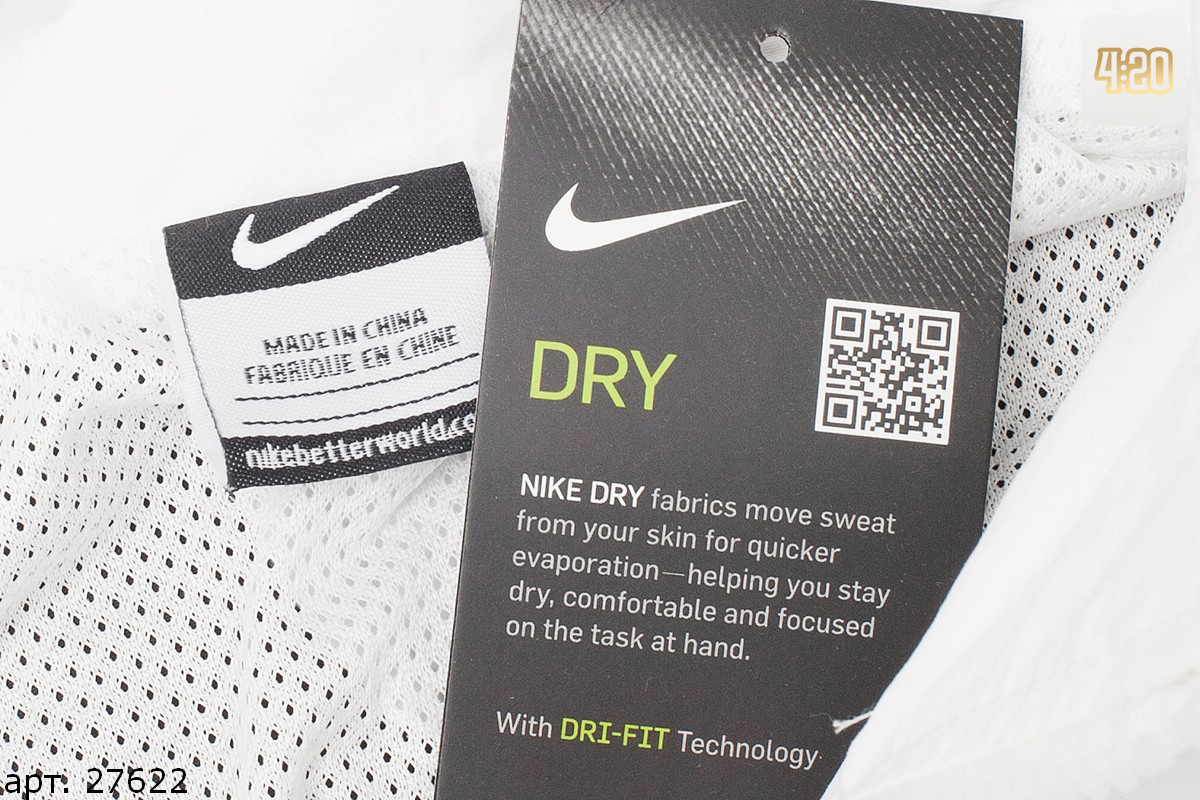 4:20
MADE IN CHINA
FABRIQUE EN CHINE
nikebetterworld.co
DRY
NIKE DRY fabrics move sweat
from your skin for quicker
evaporation—helping you stay
dry, comfortable and focused
on the task at hand.
With DRI-FIT Technology
арт. 27622